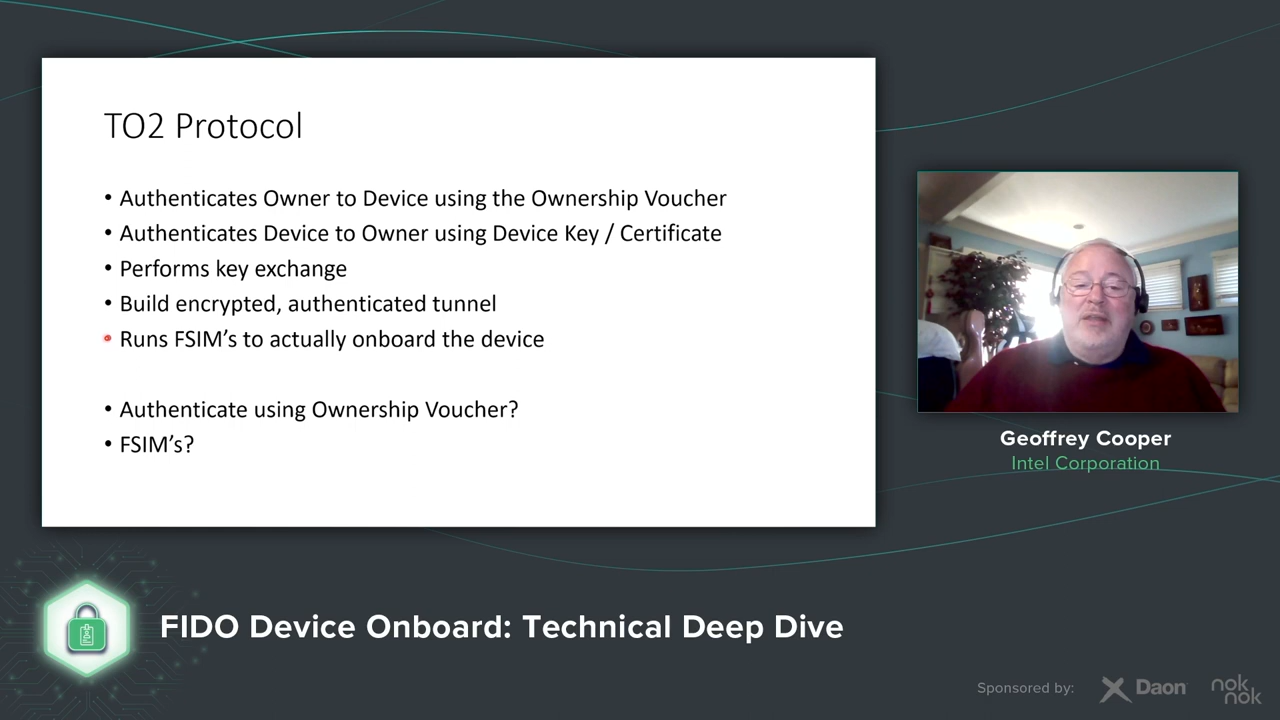 TO2 Protocol
• Authenticates Owner to Device using the Ownership Voucher
• Authenticates Device to Owner using Device Key / Certificate
• Performs key exchange
• Build encrypted, authenticated tunnel
• Runs FSIM’s to actually onboard the device
• Authenticate using Ownership Voucher?
• FSIM’s?
Geoffrey Cooper
Intel Corporation
FIDO Device Onboard: Technical Deep Dive
Sponsored by:
Daon
nok
nok